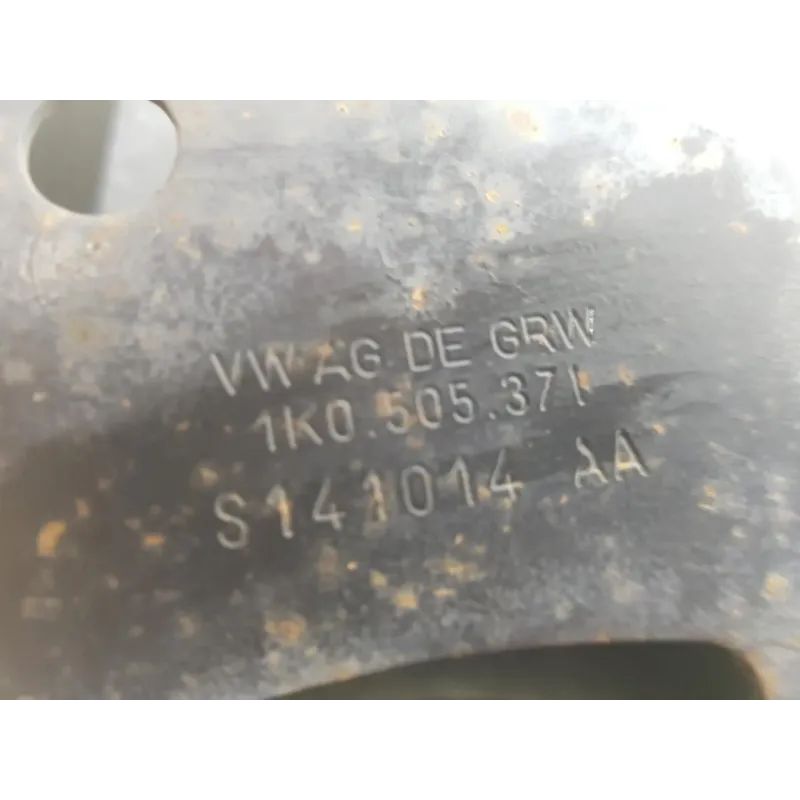 VW AG DE GRW
1K0.505.371
S141014 AA